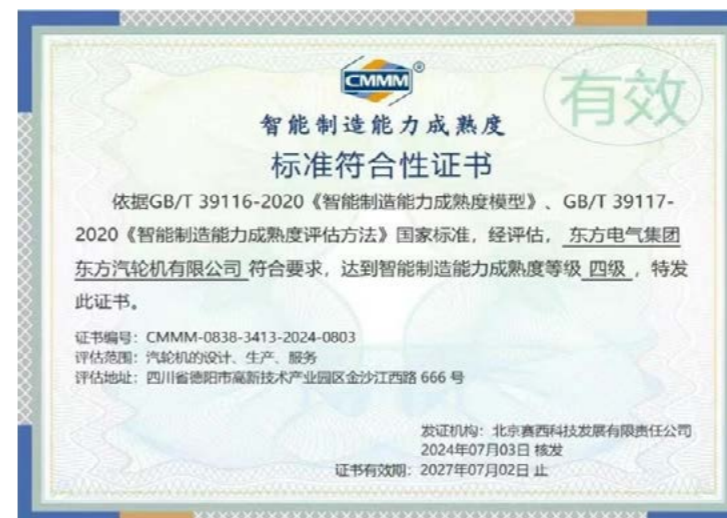 CMMM®
有效
智能制造能力成熟度
标准符合性证书
依据GB/T 39116-2020《智能制造能力成熟度模型》、GB/T 39117-
2020《智能制造能力成熟度评估方法》国家标准，经评估，东方电气集团
东方汽轮机有限公司 符合要求，达到智能制造能力成熟度等级 四级 ，特发
此证书。
证书编号：CMMM-0838-3413-2024-0803
评估范围：汽轮机的设计、生产、服务
评估地址：四川省德阳市高新技术产业园区金沙江西路 666 号
发证机构：北京赛西科技发展有限责任公司
2024年07月03日 核发
证书有效期：2027年07月02日 止